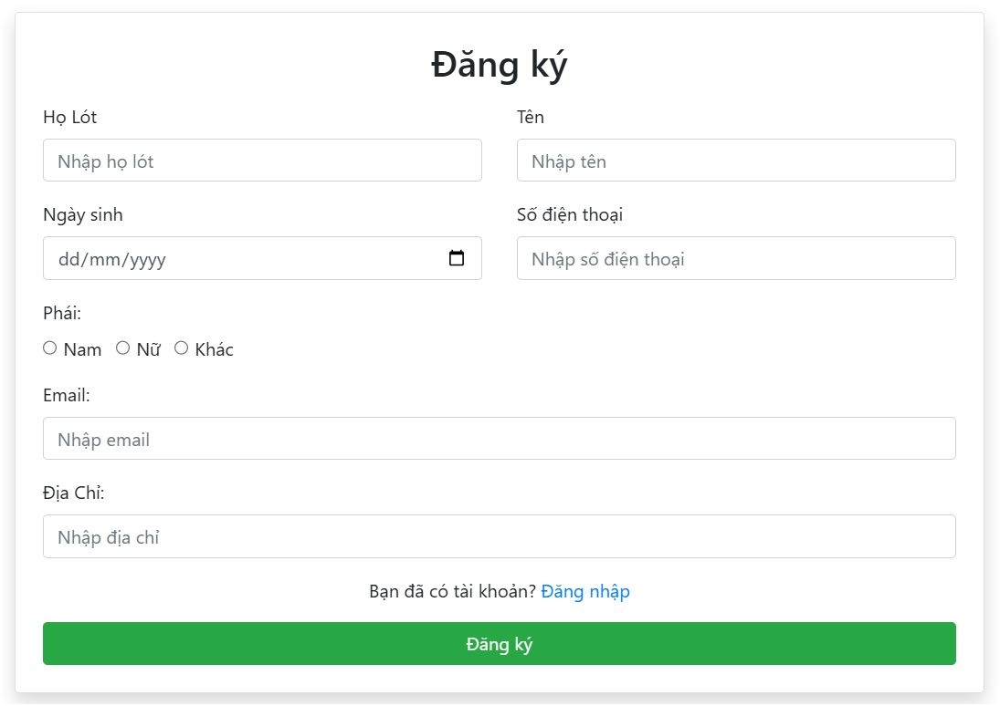 Đăng ký
Họ Lót
Tên
Nhập họ lót
Nhập tên
Ngày sinh
Số điện thoại
dd/mm/yyyy
Nhập số điện thoại
Phái:
Nam Nữ Khác
Email:
Nhập email
Địa Chỉ:
Nhập địa chỉ
Bạn đã có tài khoản? Đăng nhập
Đăng ký